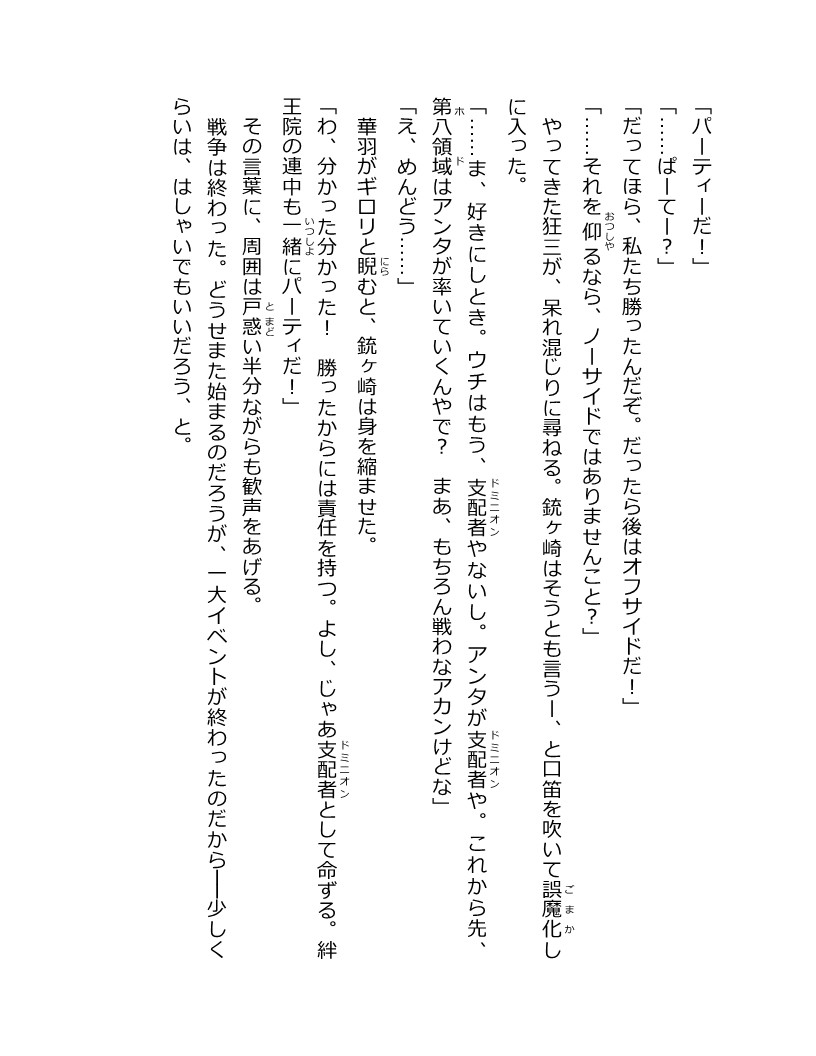 「パーティーだ！」
「……ぱーてー？」
「だってほら、私たち勝ったんだぞ。だったら後はオフサイドだ！」
「……それを仰るなら、ノーサイドではありませんこと？」
　やってきた狂三が、呆れ混じりに尋ねる。銃ヶ崎はそうとも言うー、と口笛を吹いて誤魔化し
に入った。
「……ま、好きにしとき。ウチはもう、支配者やないし。アンタが支配者や。これから先、
第八領域はアンタが率いていくんやで？　まあ、もちろん戦わなアカンけどな」
「え、めんどう……」
　華羽がギロリと睨むと、銃ヶ崎は身を縮ませた。
「わ、分かった分かった！　勝ったからには責任を持つ。よし、じゃあ支配者として命ずる。絆
王院の連中も一緒にパーティだ！」
　その言葉に、周囲は戸惑い半分ながらも歓声をあげる。
　戦争は終わった。どうせまた始まるのだろうが、一大イベントが終わったのだから──少しく
らいは、はしゃいでもいいだろう、と。